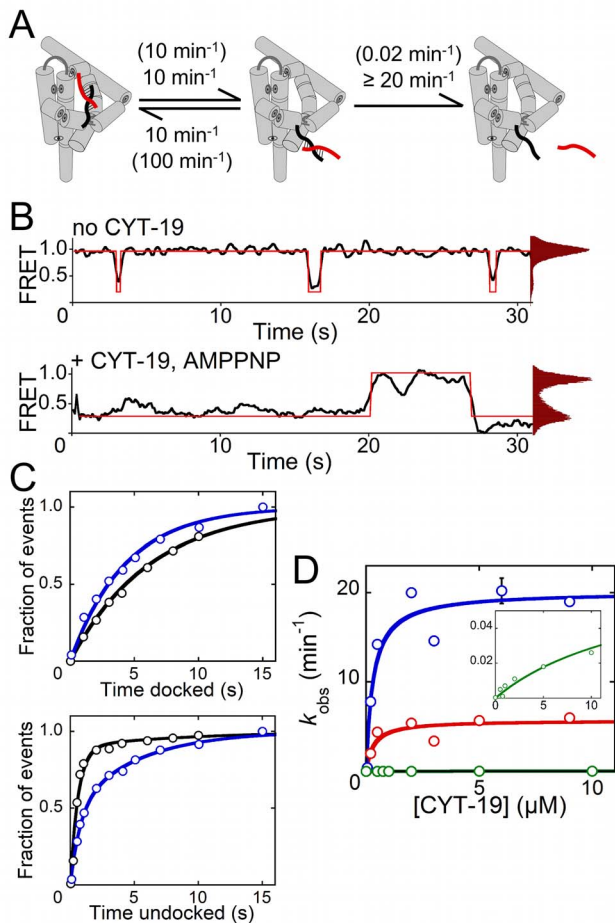 A
(10 min-1)
10 min-1
10 min-1
(100 min-1)
(0.02 min-1)
≥ 20 min-1
B
no CYT-19
FRET
1.0
0.5
0 10 20 30
Time (s)
+ CYT-19, AMPPNP
FRET
1.0
0.5
0 10 20 30
Time (s)
C
Fraction of events
1.0
0.5
0 5 10 15
Time docked (s)
Fraction of events
1.0
0.5
0 5 10 15
Time undocked (s)
D
kobs (min-1)
20
10
0
0.04
0.02
0 5 10
5 10
[CYT-19] (µM)